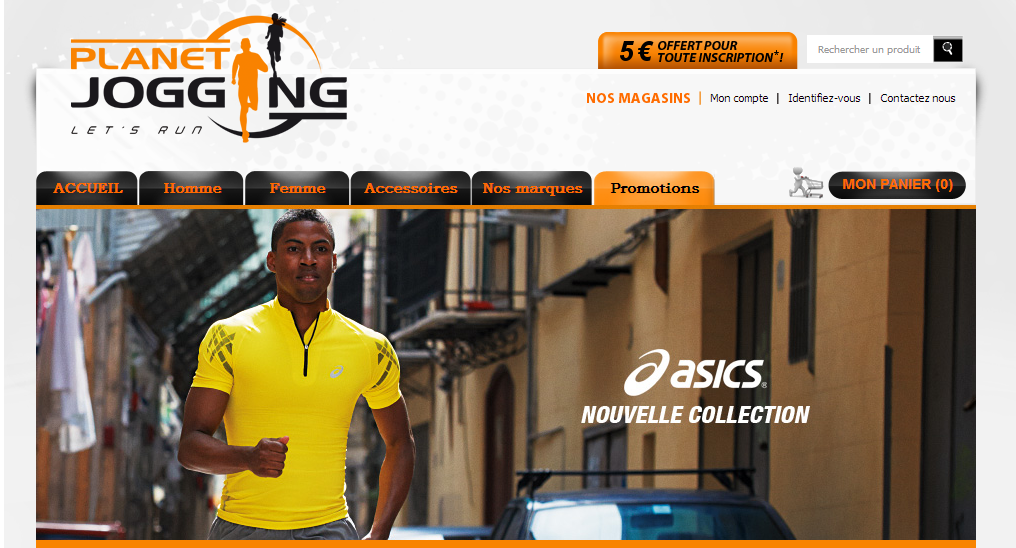 PLANET
JOGGING
LET'S RUN
5 € OFFERT POUR
TOUTE INSCRIPTION*!
Rechercher un produit
NOS MAGASINS | Mon compte | Identifiez-vous | Contactez nous
ACCUEIL Homme Femme Accessoires Nos marques Promotions MON PANIER (0)
asics®
NOUVELLE COLLECTION